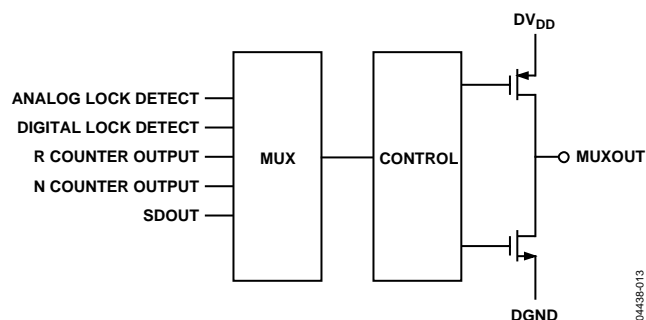 DVDD
ANALOG LOCK DETECT
DIGITAL LOCK DETECT
R COUNTER OUTPUT
N COUNTER OUTPUT
SDOUT
MUX
CONTROL
MUXOUT
DGND
04438-013